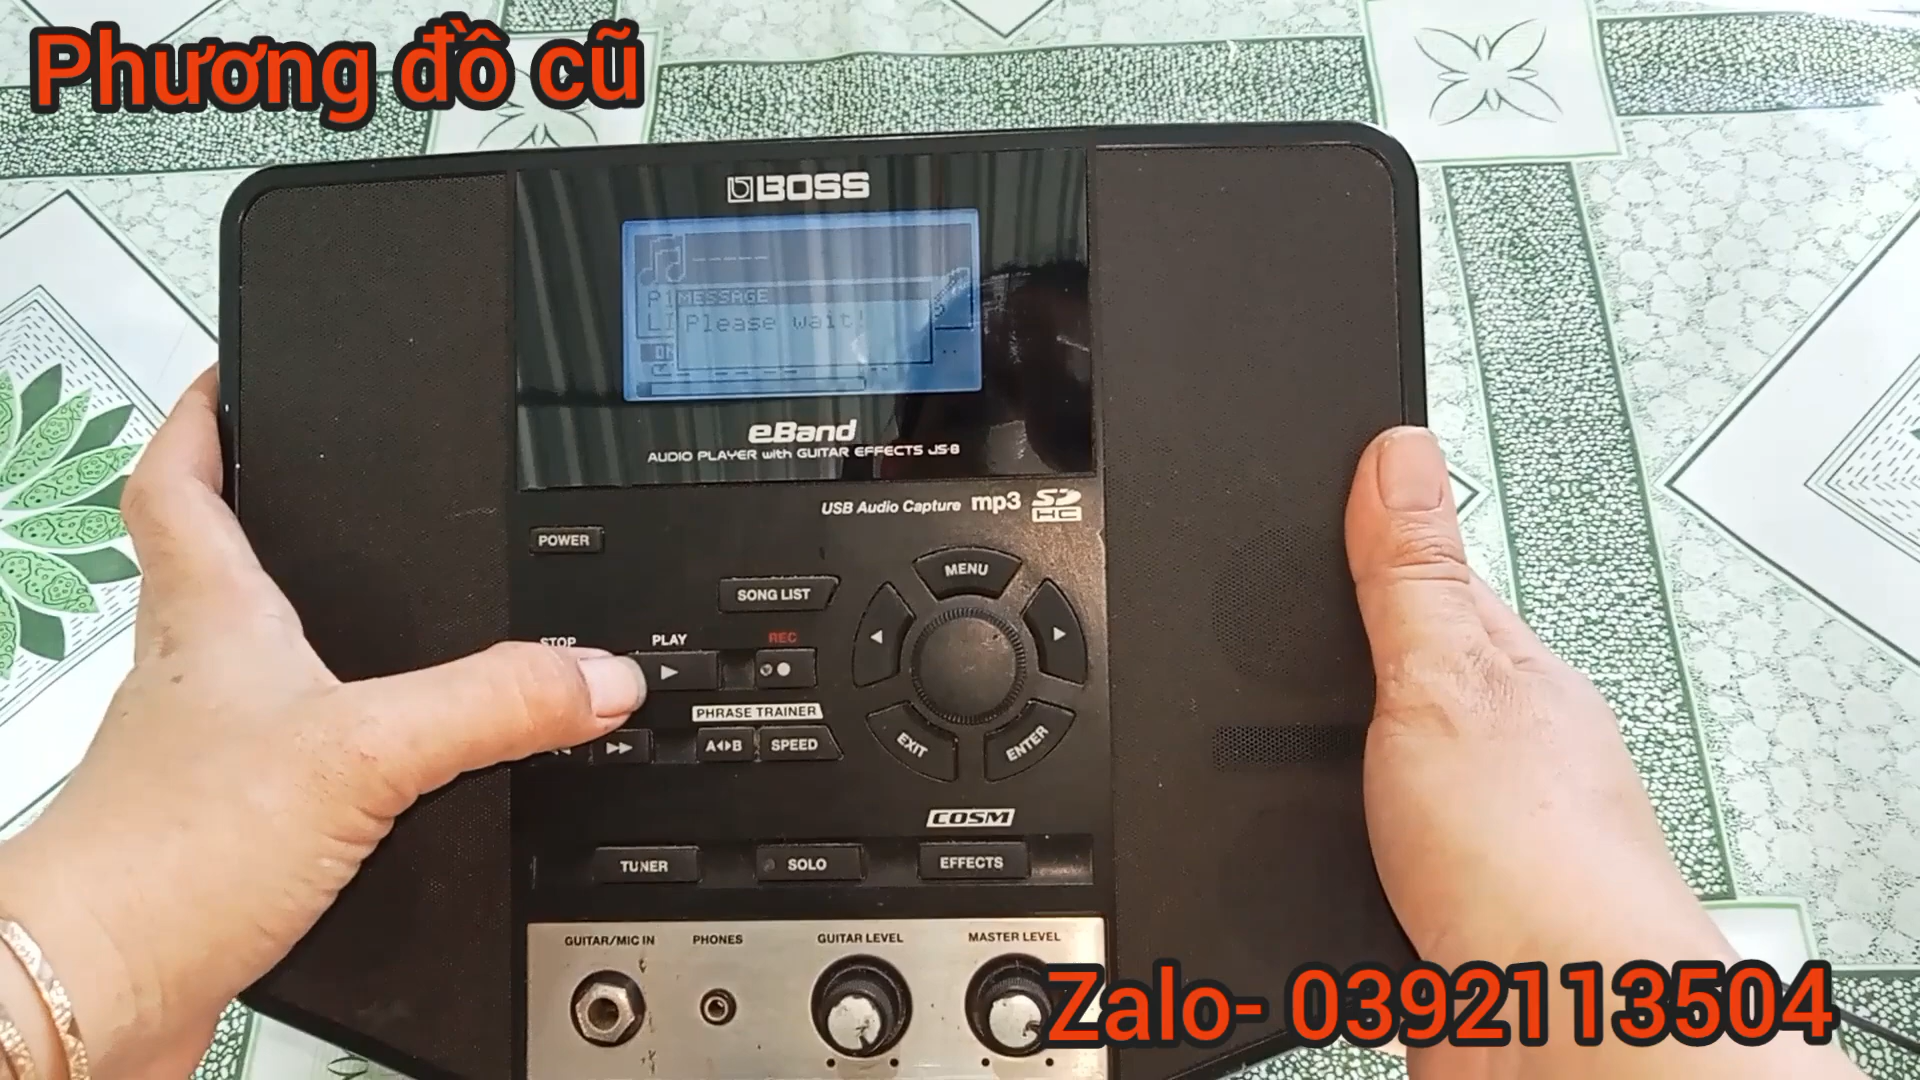 Phương đồ cũ
BOSS
MESSAGE
Please wait!
eBand
AUDIO PLAYER with GUITAR EFFECTS JS-8
USB Audio Capture mp3 SD HC
POWER
MENU
SONG LIST
STOP PLAY REC
PHRASE TRAINER
A B SPEED
EXIT ENTER
COSM
TUNER SOLO EFFECTS
GUITAR/MIC IN PHONES GUITAR LEVEL MASTER LEVEL
Zalo- 0392113504